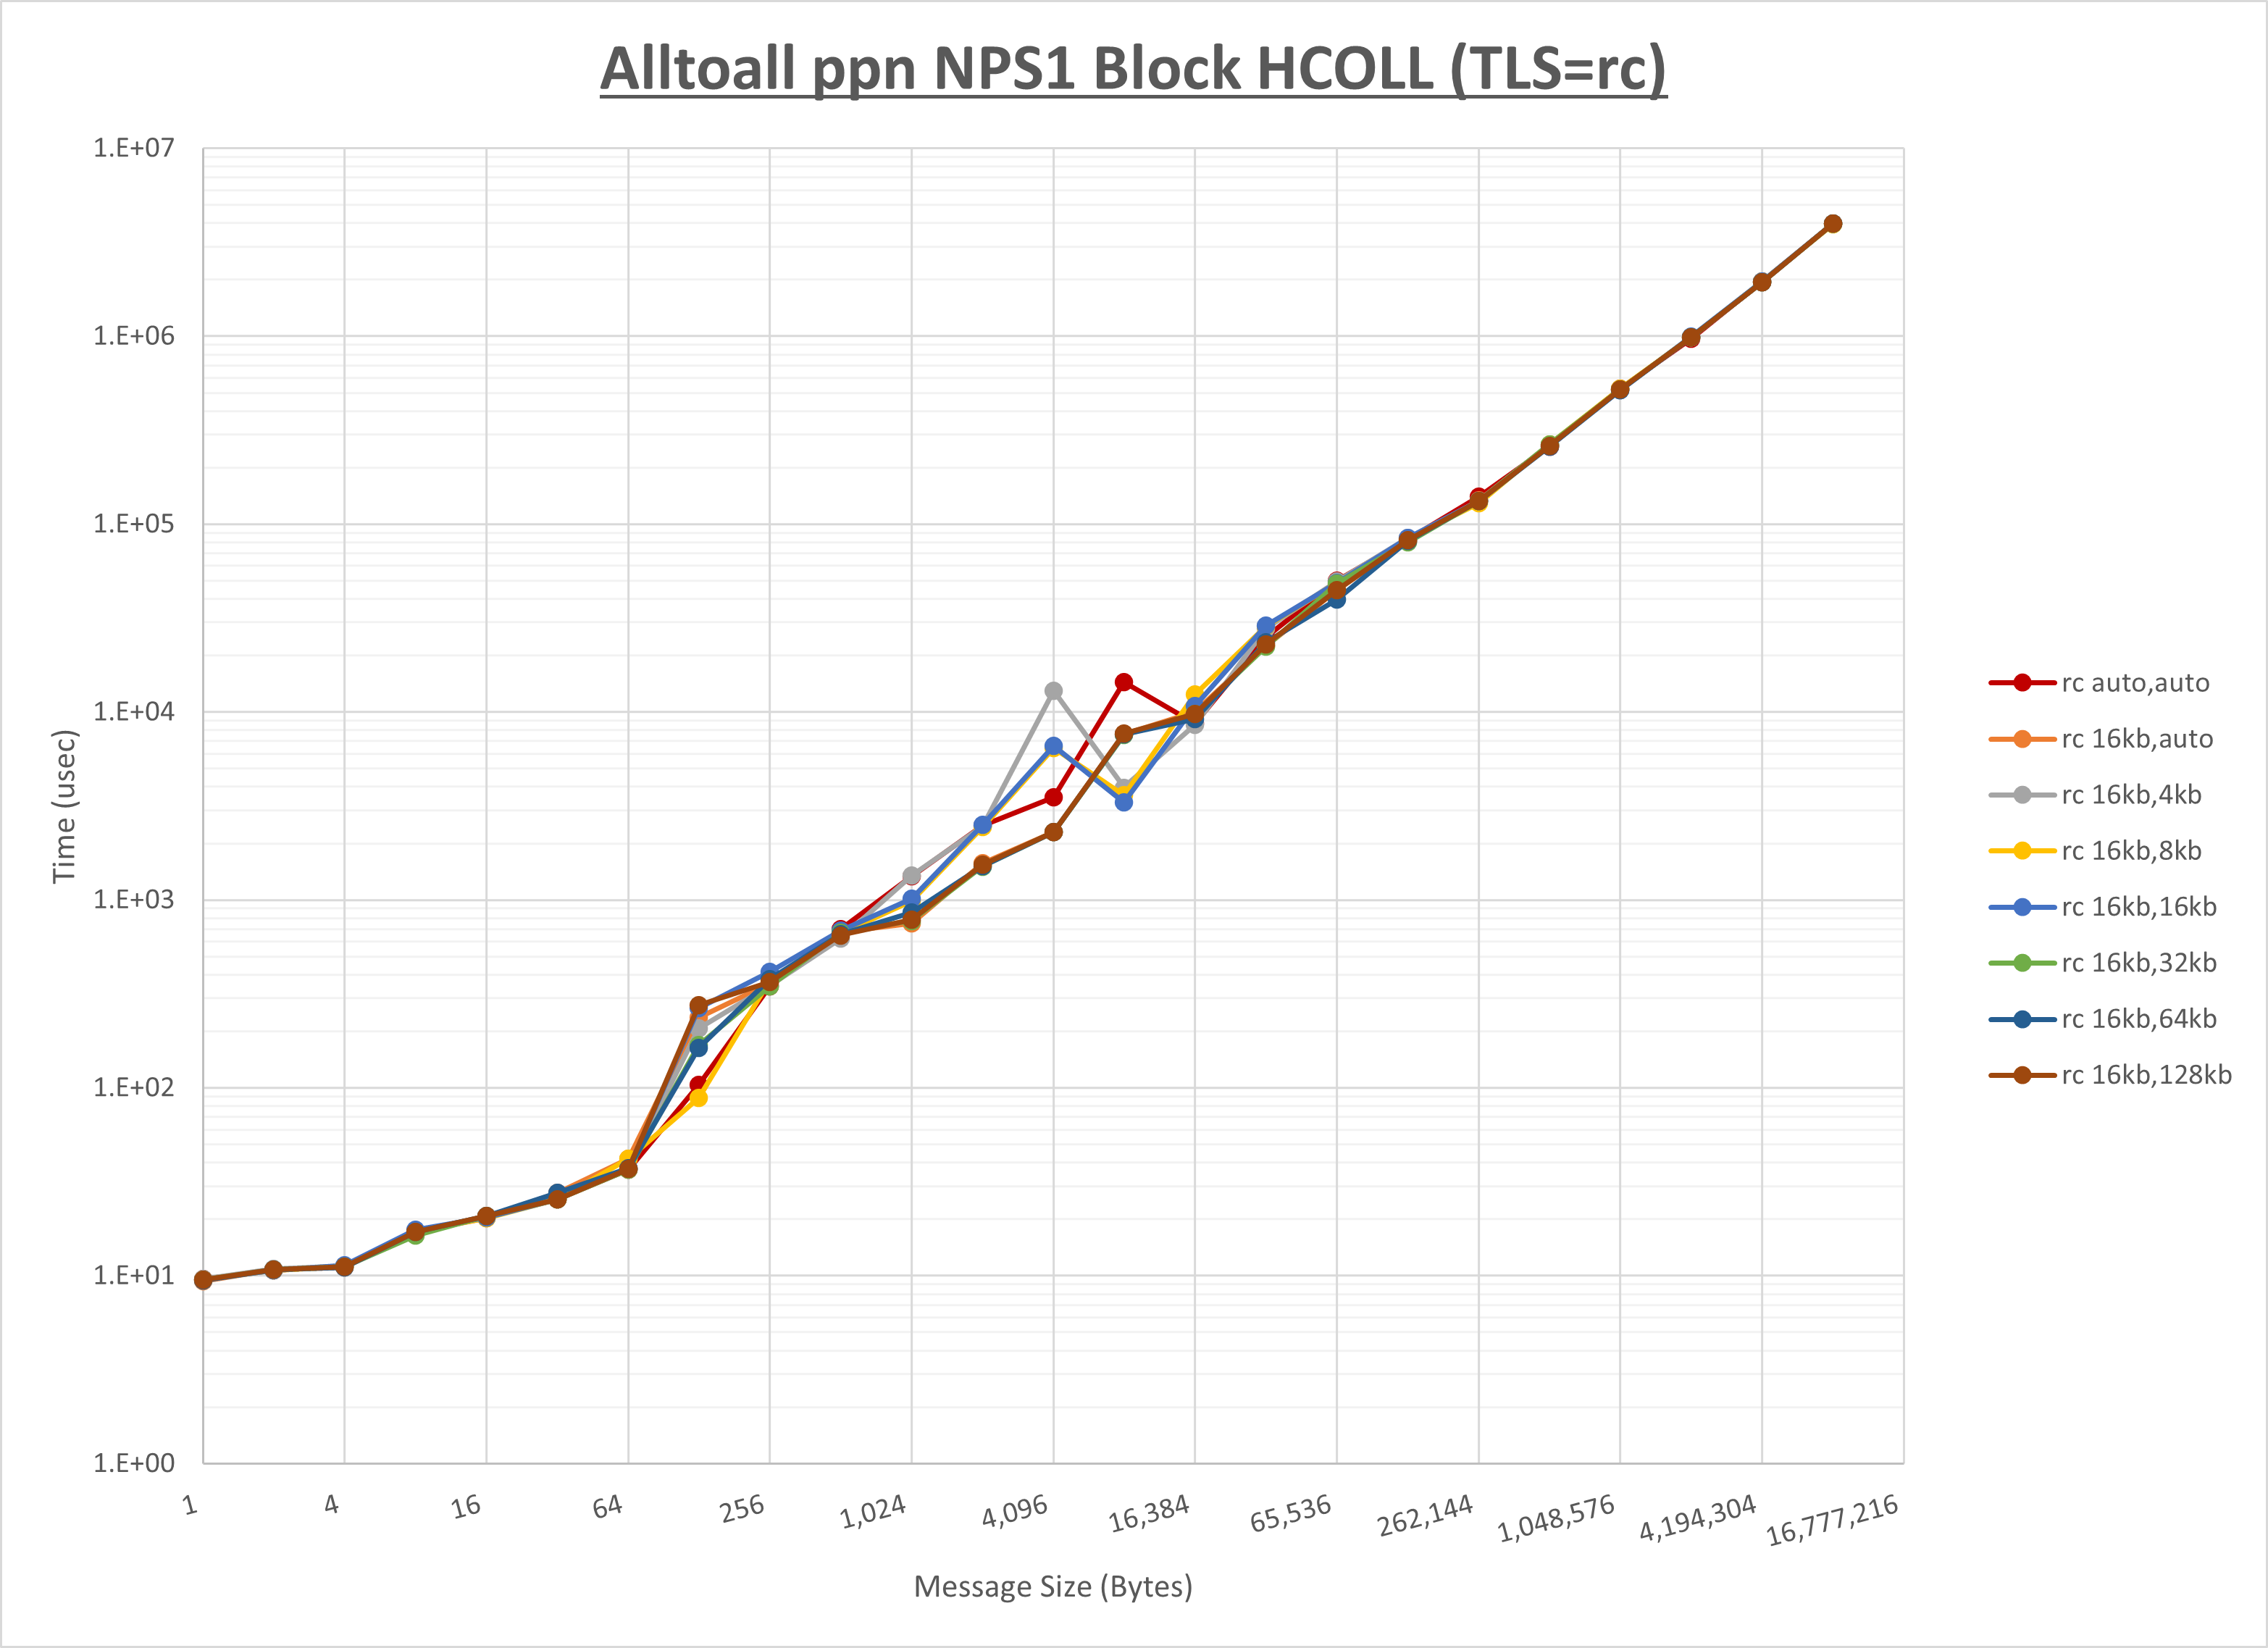 Alltoall ppn NPS1 Block HCOLL (TLS=rc)
1.E+07
1.E+06
1.E+05
1.E+04
1.E+03
1.E+02
1.E+01
1.E+00
Time (usec)
1
4
16
64
256
1,024
4,096
16,384
65,536
262,144
1,048,576
4,194,304
16,777,216
Message Size (Bytes)
rc auto,auto
rc 16kb,auto
rc 16kb,4kb
rc 16kb,8kb
rc 16kb,16kb
rc 16kb,32kb
rc 16kb,64kb
rc 16kb,128kb